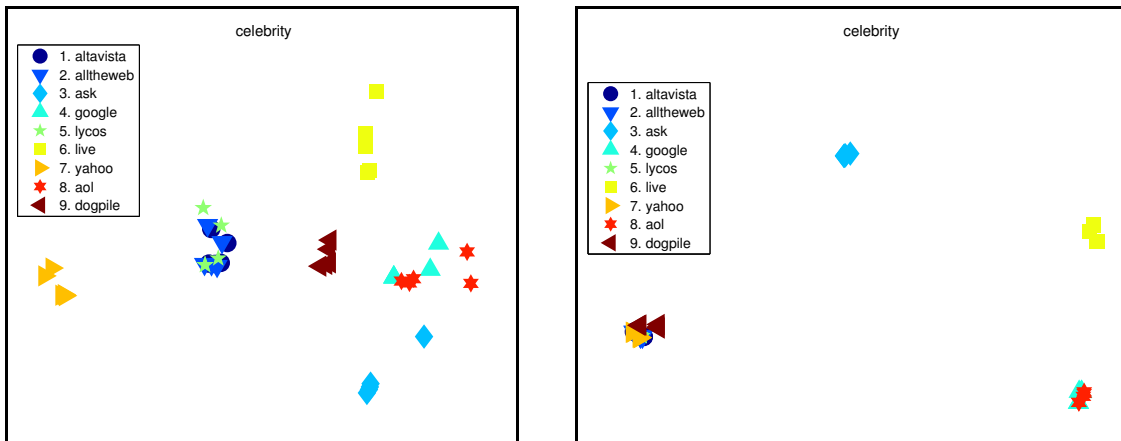 celebrity
1. altavista
2. alltheweb
3. ask
4. google
5. lycos
6. live
7. yahoo
8. aol
9. dogpile
celebrity
1. altavista
2. alltheweb
3. ask
4. google
5. lycos
6. live
7. yahoo
8. aol
9. dogpile